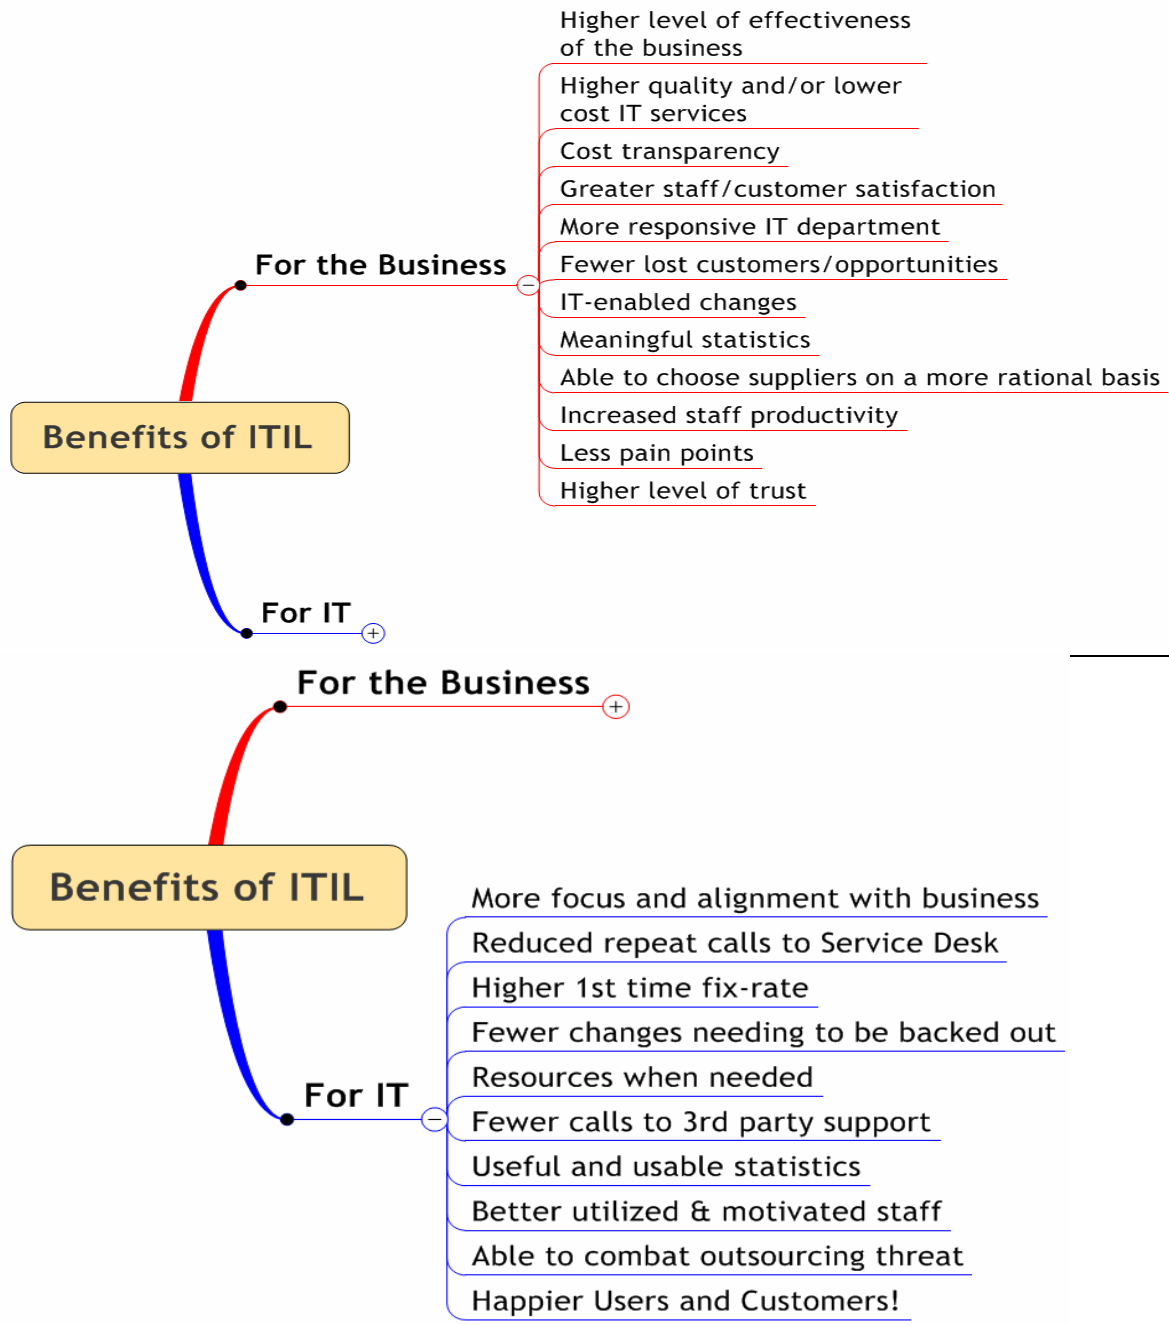 Higher level of effectiveness
of the business
Higher quality and/or lower
cost IT services
Cost transparency
Greater staff/customer satisfaction
More responsive IT department
For the Business
Fewer lost customers/opportunities
IT-enabled changes
Meaningful statistics
Able to choose suppliers on a more rational basis
Increased staff productivity
Benefits of ITIL
Less pain points
Higher level of trust
For IT
For the Business
Benefits of ITIL
More focus and alignment with business
Reduced repeat calls to Service Desk
Higher 1st time fix-rate
Fewer changes needing to be backed out
Resources when needed
For IT
Fewer calls to 3rd party support
Useful and usable statistics
Better utilized & motivated staff
Able to combat outsourcing threat
Happier Users and Customers!